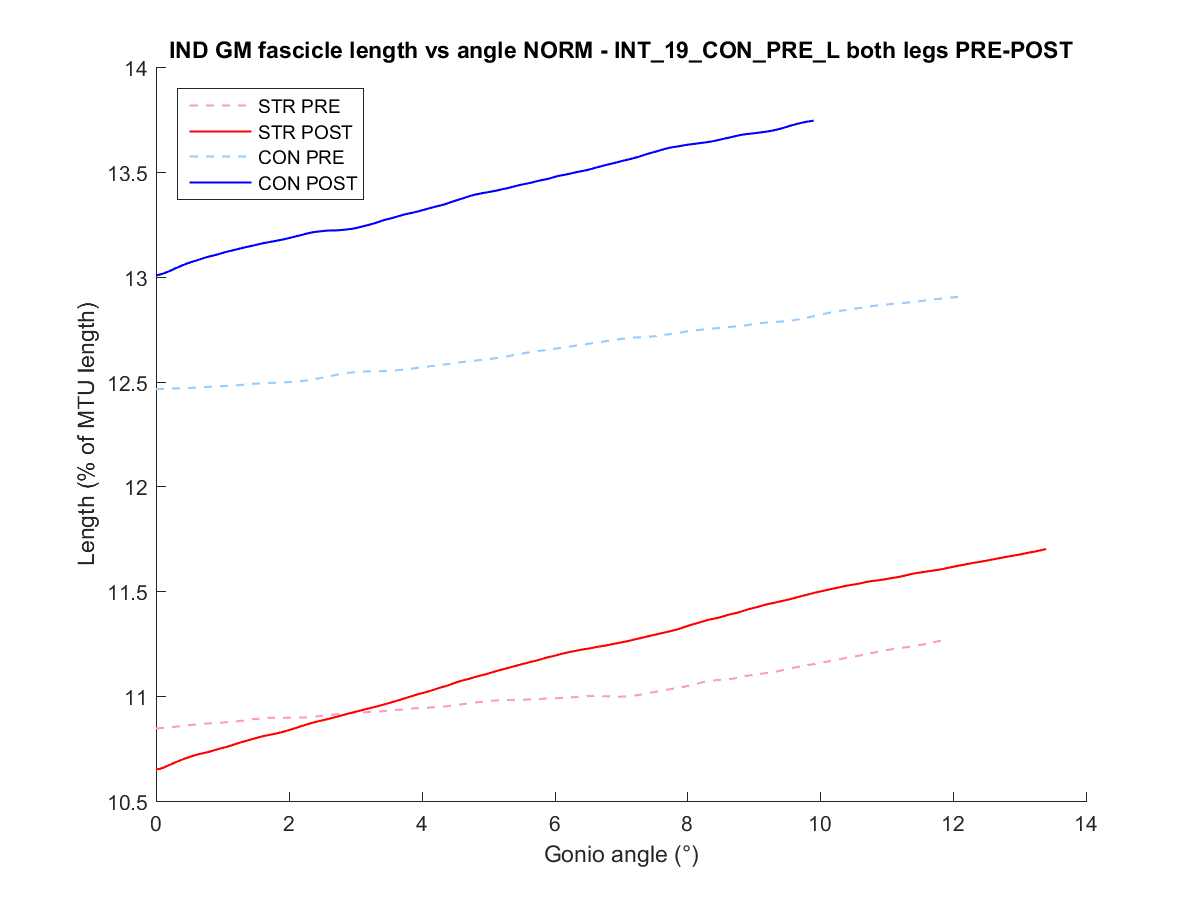 IND GM fascicle length vs angle NORM - INT_19_CON_PRE_L both legs PRE-POST
STR PRE
STR POST
CON PRE
CON POST
14
13.5
13
12.5
12
11.5
11
10.5
Length (% of MTU length)
0 2 4 6 8 10 12 14
Gonio angle (°)